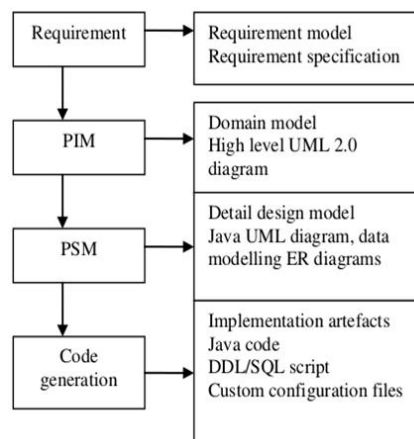 Requirement
Requirement model
Requirement specification
PIM
Domain model
High level UML 2.0
diagram
PSM
Detail design model
Java UML diagram, data
modelling ER diagrams
Code
generation
Implementation artefacts
Java code
DDL/SQL script
Custom configuration files